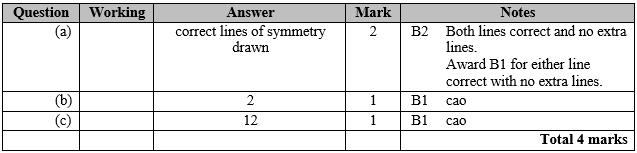 Question Working Answer Mark Notes
(a) correct lines of symmetry drawn 2 B2 Both lines correct and no extra lines.
Award B1 for either line correct with no extra lines.
(b) 2 1 B1 cao
(c) 12 1 B1 cao
Total 4 marks